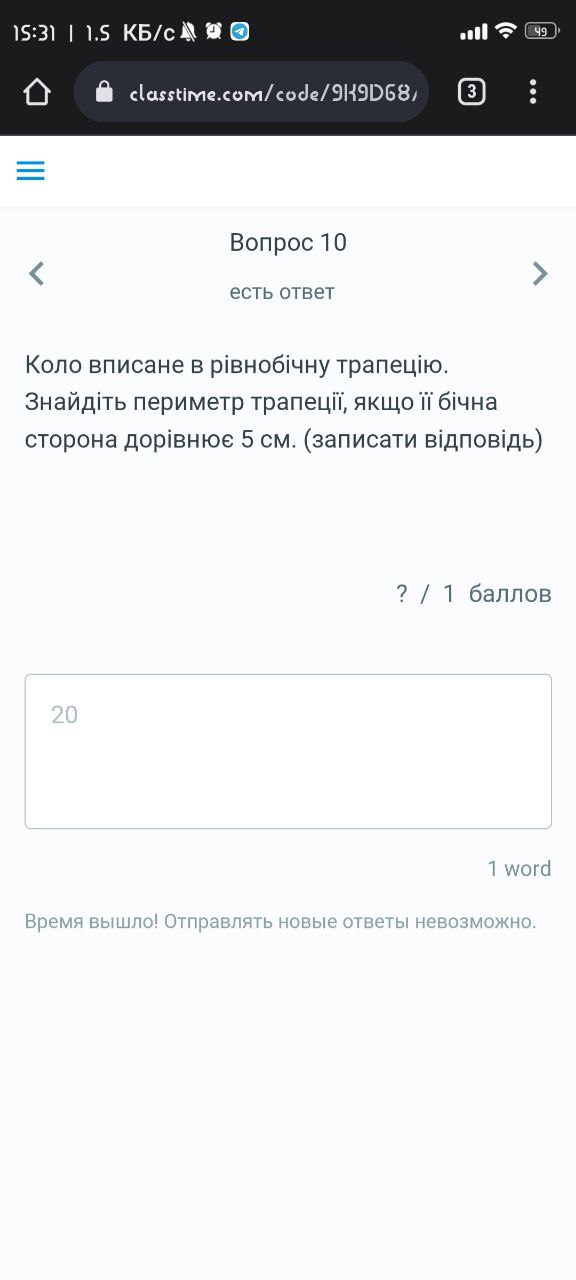 15:31 | 1.5 КБ/с
49
classtime.com/code/9K9D68
3
Вопрос 10
есть ответ
Коло вписане в рівнобічну трапецію.
Знайдіть периметр трапеції, якщо її бічна
сторона дорівнює 5 см. (записати відповідь)
? / 1 баллов
20
1 word
Время вышло! Отправлять новые ответы невозможно.